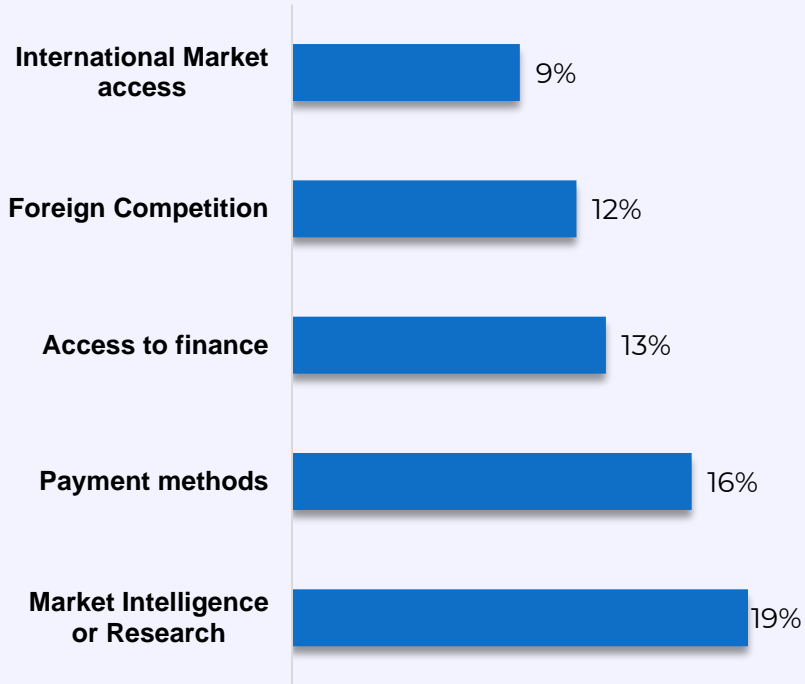 International Market
access
9%
Foreign Competition
12%
Access to finance
13%
Payment methods
16%
Market Intelligence
or Research
19%